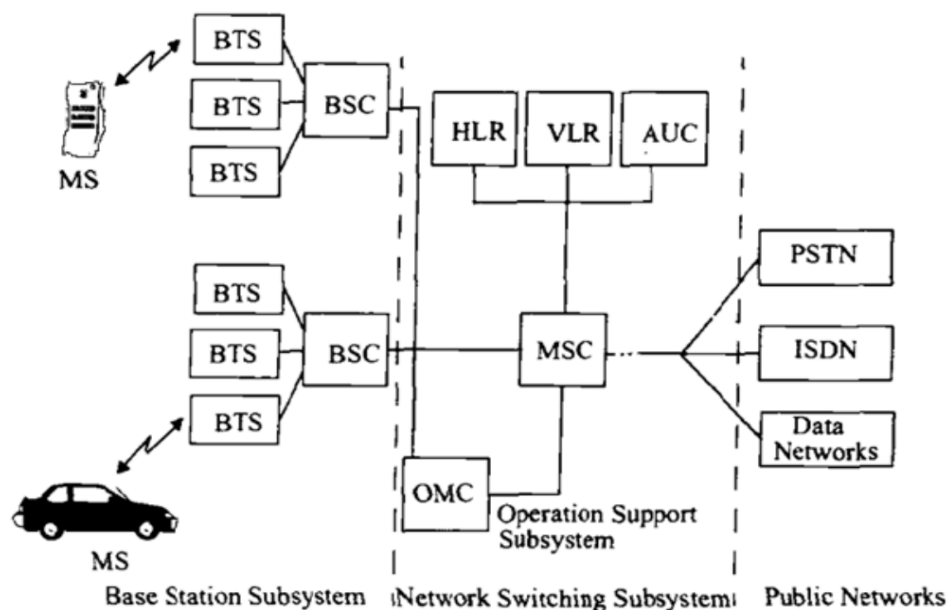 BTS
BTS
BTS
BSC
MS
HLR
VLR
AUC
BTS
BTS
BTS
BSC
MSC
PSTN
ISDN
Data
Networks
OMC
Operation Support
Subsystem
MS
Base Station Subsystem
Network Switching Subsystem
Public Networks